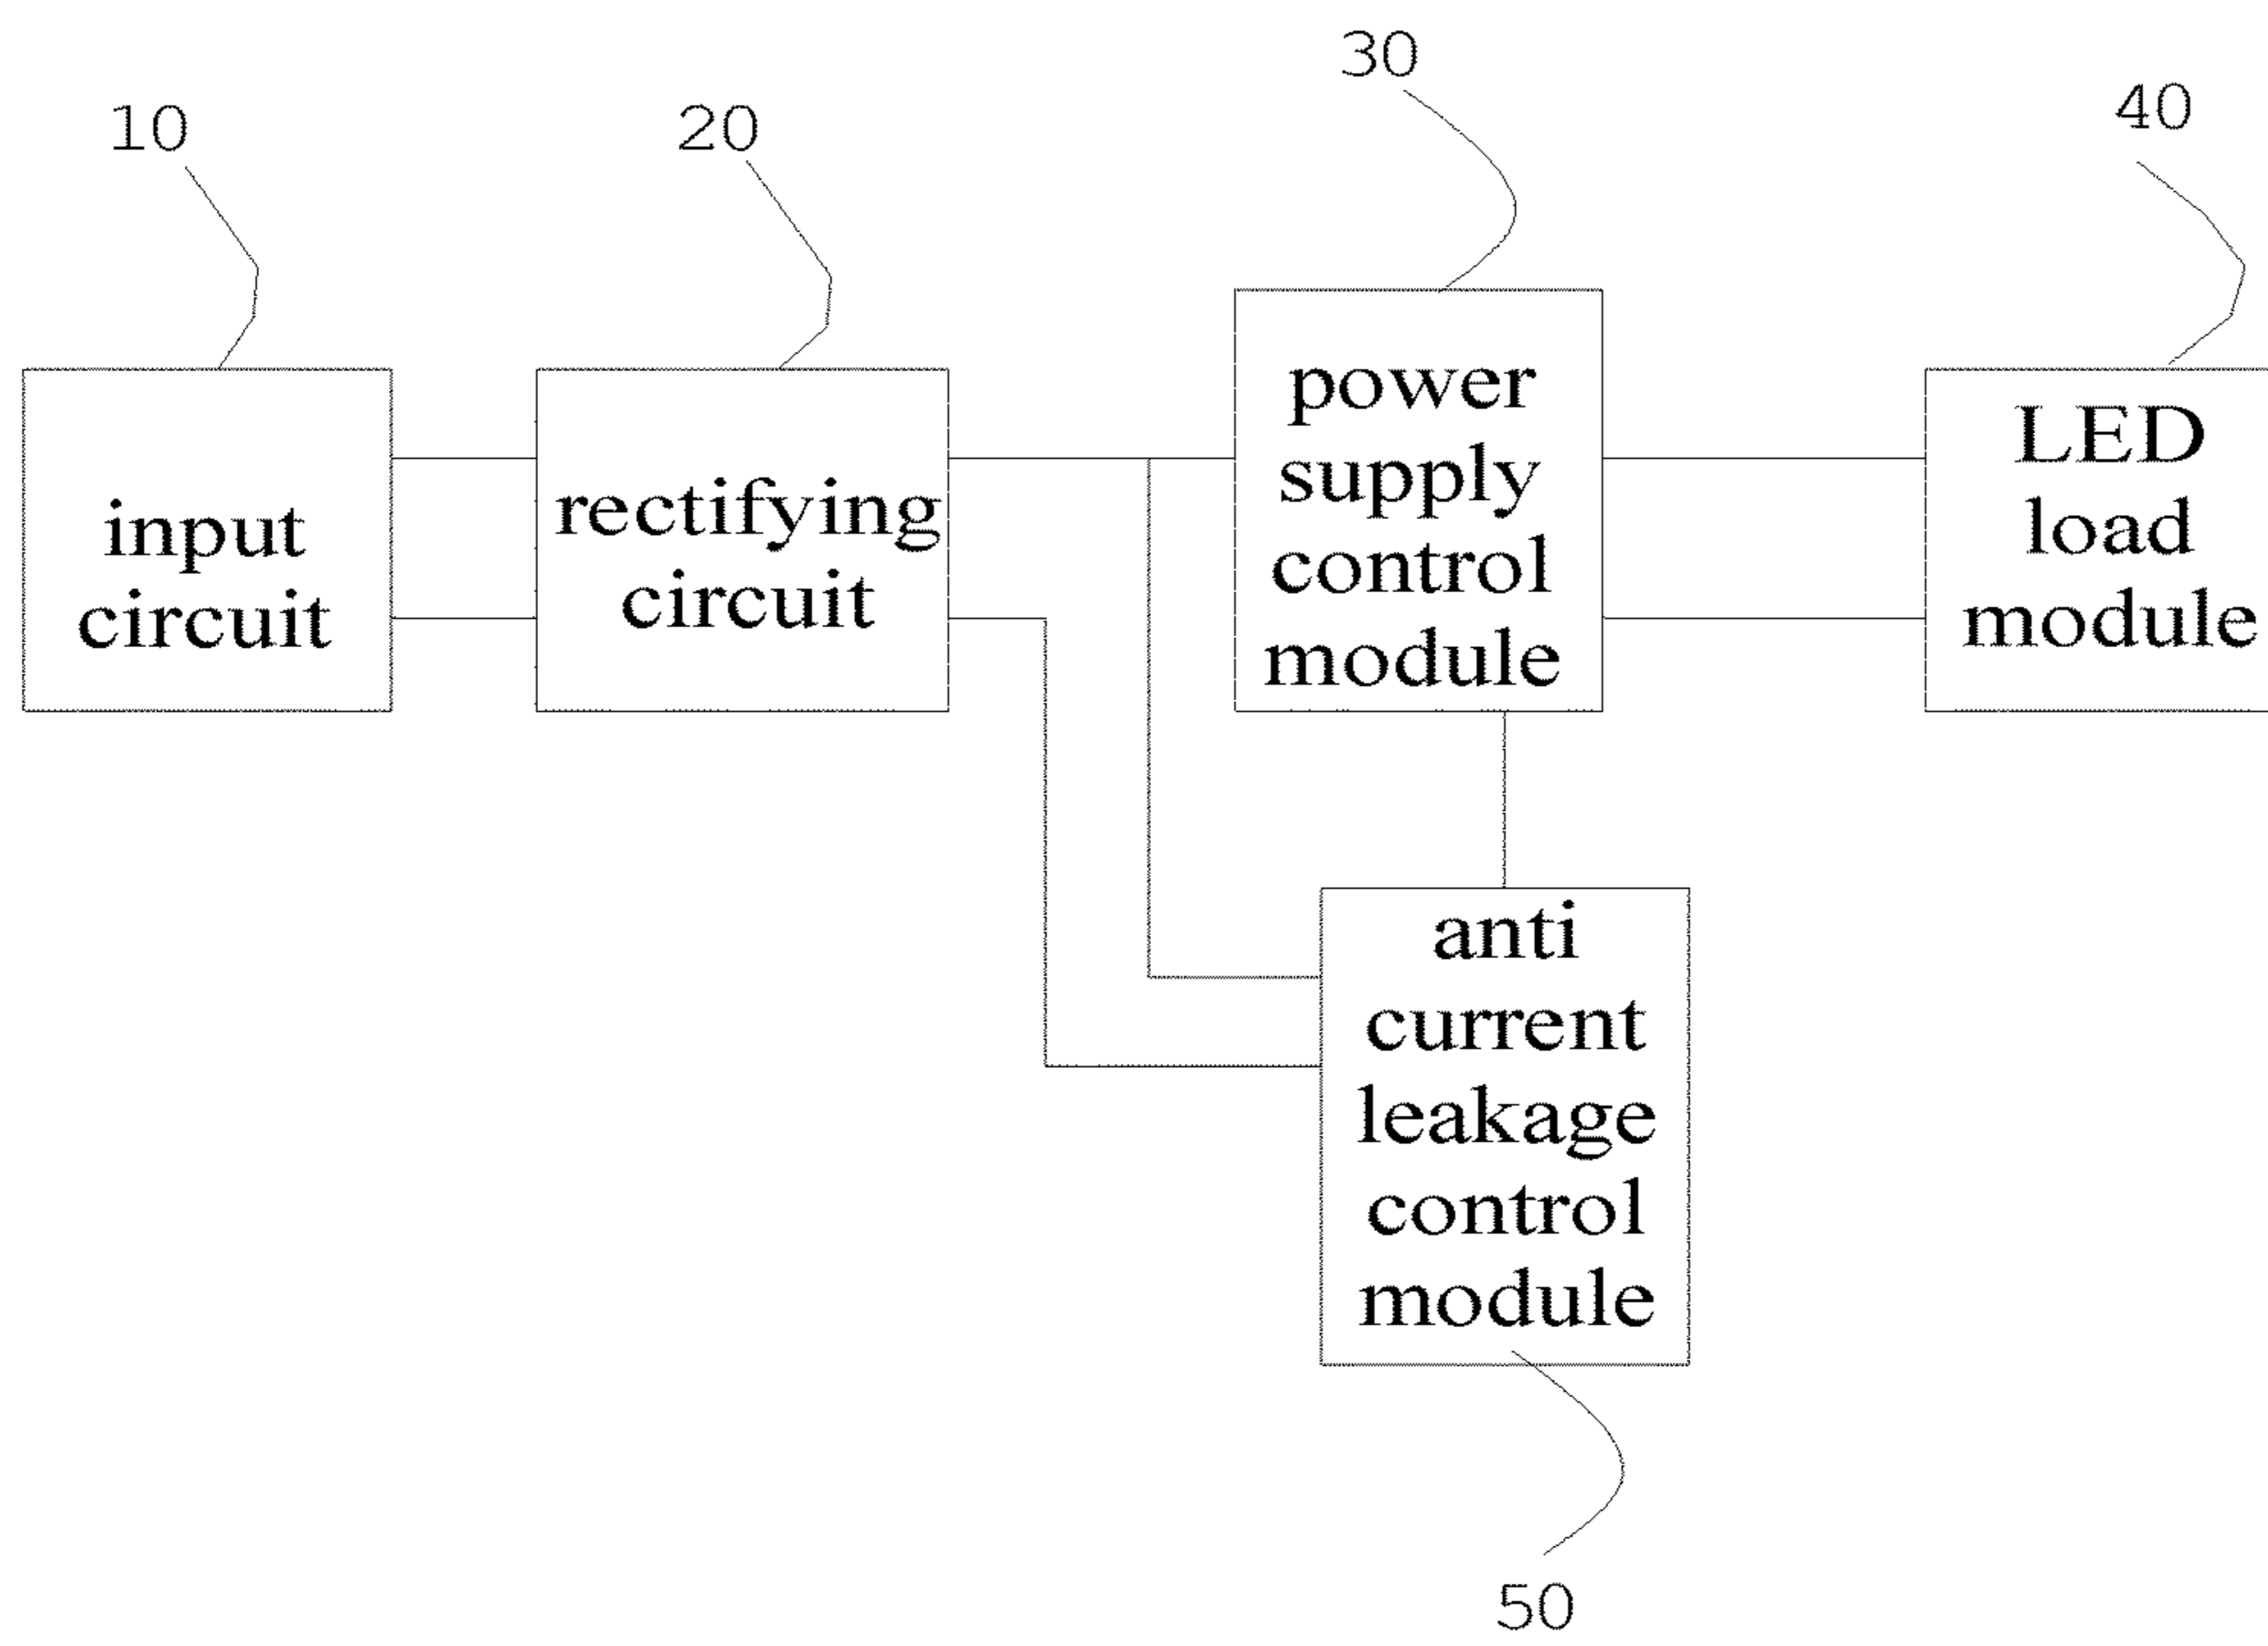 30
40
10
20
power
supply
control
module
LED
load
module
input
circuit
rectifying
circuit
anti
current
leakage
control
module
50